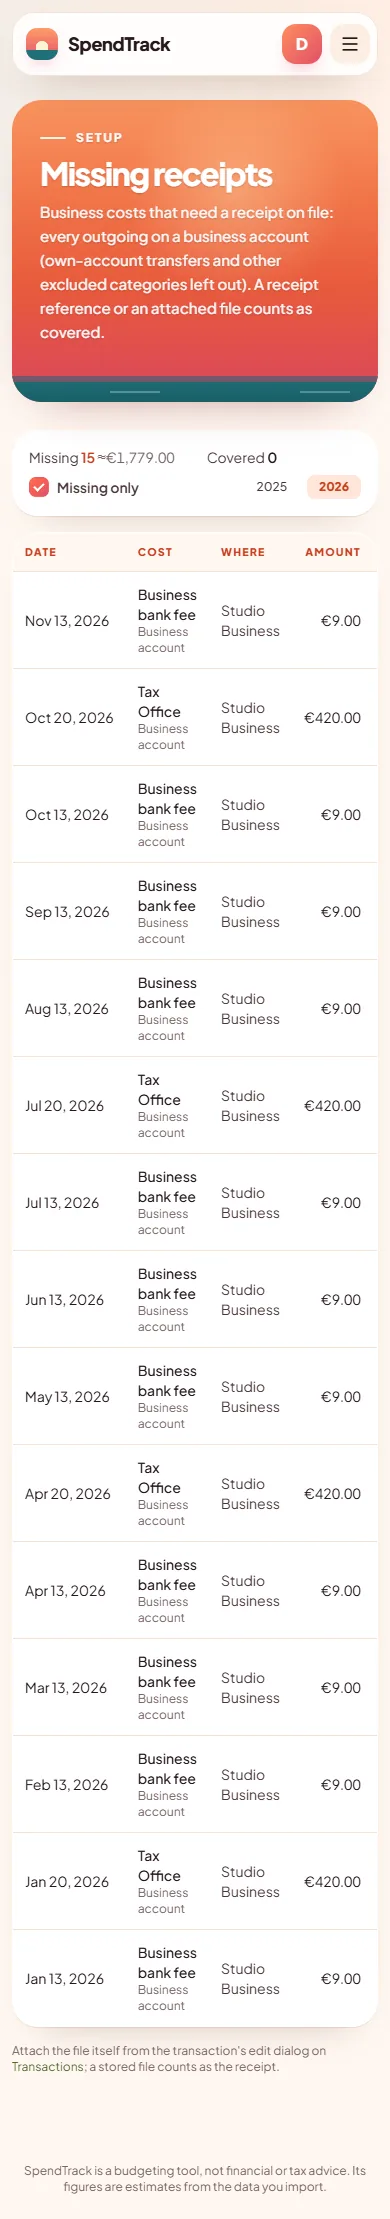 SpendTrack
D
SETUP
Missing receipts
Business costs that need a receipt on file:
every outgoing on a business account
(own-account transfers and other
excluded categories left out). A receipt
reference or an attached file counts as
covered.
Missing 15 ≈€1,779.00 Covered 0
Missing only 2025 2026
DATE COST WHERE AMOUNT
Nov 13, 2026 Business bank fee Business account Studio Business €9.00
Oct 20, 2026 Tax Office Business account Studio Business €420.00
Oct 13, 2026 Business bank fee Business account Studio Business €9.00
Sep 13, 2026 Business bank fee Business account Studio Business €9.00
Aug 13, 2026 Business bank fee Business account Studio Business €9.00
Jul 20, 2026 Tax Office Business account Studio Business €420.00
Jul 13, 2026 Business bank fee Business account Studio Business €9.00
Jun 13, 2026 Business bank fee Business account Studio Business €9.00
May 13, 2026 Business bank fee Business account Studio Business €9.00
Apr 20, 2026 Tax Office Business account Studio Business €420.00
Apr 13, 2026 Business bank fee Business account Studio Business €9.00
Mar 13, 2026 Business bank fee Business account Studio Business €9.00
Feb 13, 2026 Business bank fee Business account Studio Business €9.00
Jan 20, 2026 Tax Office Business account Studio Business €420.00
Jan 13, 2026 Business bank fee Business account Studio Business €9.00
Attach the file itself from the transaction's edit dialog on
Transactions; a stored file counts as the receipt.
SpendTrack is a budgeting tool, not financial or tax advice. Its
figures are estimates from the data you import.